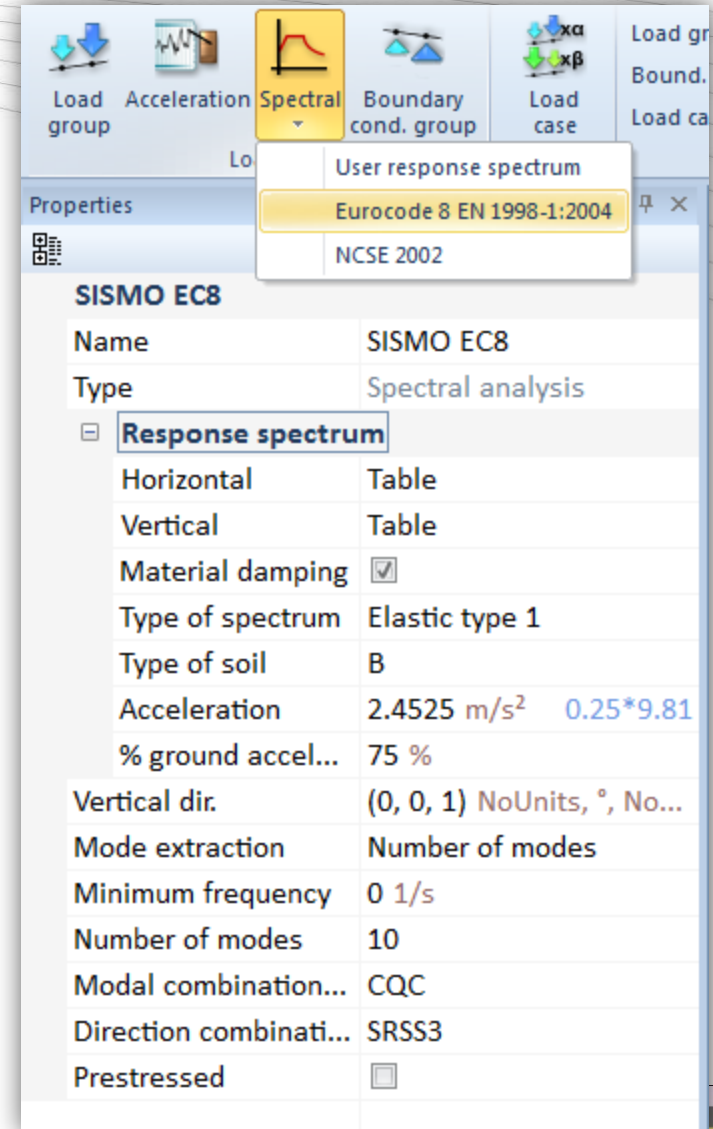 xα
xβ
Load Acceleration Spectral Boundary Load
group cond. group case
Load gr
Bound.
Load ca
Lo
User response spectrum
Eurocode 8 EN 1998-1:2004
NCSE 2002
Properties
SISMO EC8
Name SISMO EC8
Type Spectral analysis
Response spectrum
Horizontal Table
Vertical Table
Material damping
Type of spectrum Elastic type 1
Type of soil B
Acceleration 2.4525 m/s² 0.25*9.81
% ground accel... 75 %
Vertical dir. (0, 0, 1) NoUnits, °, No...
Mode extraction Number of modes
Minimum frequency 0 1/s
Number of modes 10
Modal combination... CQC
Direction combinati... SRSS3
Prestressed